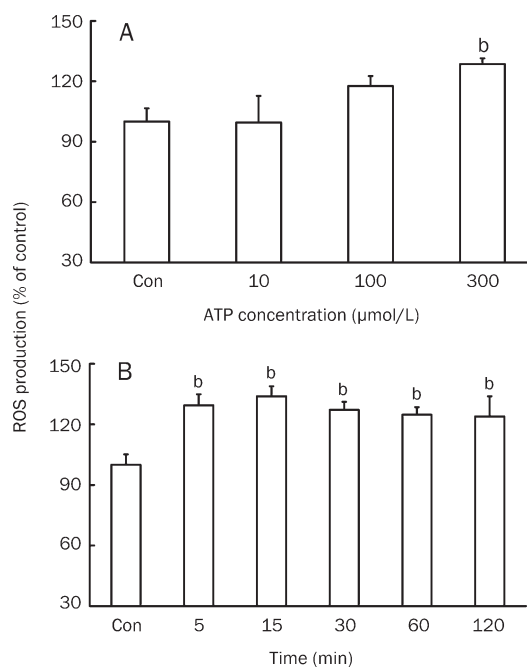 ROS production (% of control)
A
150
120
90
60
30
b
Con 10 100 300
ATP concentration (μmol/L)
B
150
120
90
60
30
b b b b b
Con 5 15 30 60 120
Time (min)